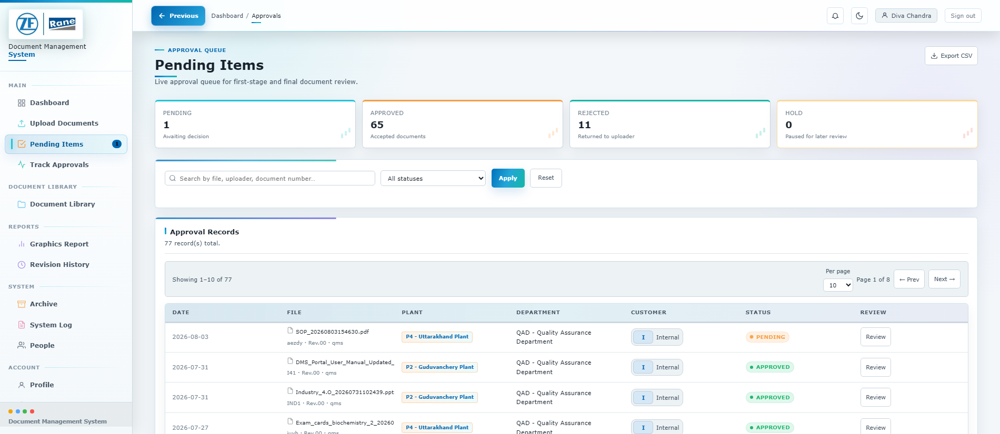 ZF Rane
Document Management
System
MAIN
Dashboard
Upload Documents
Pending Items 1
Track Approvals
DOCUMENT LIBRARY
Document Library
REPORTS
Graphics Report
Revision History
SYSTEM
Archive
System Log
People
ACCOUNT
Profile
Document Management System
← Previous Dashboard / Approvals Diva Chandra Sign out
APPROVAL QUEUE
Pending Items
Live approval queue for first-stage and final document review.
Export CSV
PENDING
1
Awaiting decision
APPROVED
65
Accepted documents
REJECTED
11
Returned to uploader
HOLD
0
Paused for later review
Search by file, uploader, document number... All statuses Apply Reset
Approval Records
77 record(s) total.
Showing 1–10 of 77
Per page
10 Page 1 of 8 ← Prev Next →
DATE FILE PLANT DEPARTMENT CUSTOMER STATUS REVIEW
2026-08-03 SOP_20260803154630.pdf P4 - Uttarakhand Plant QAD - Quality Assurance I Internal PENDING Review
aezdy • Rev.00 • qms Department
2026-07-31 DMS_Portal_User_Manual_Updated_ P2 - Guduvanchery Plant QAD - Quality Assurance I Internal APPROVED Review
I41 • Rev.00 • qms Department
2026-07-31 Industry_4.O_20260731102439.ppt P2 - Guduvanchery Plant QAD - Quality Assurance I Internal APPROVED Review
IND1 • Rev.00 • qms Department
2026-07-27 Exam_cards_biochemistry_2_20260 P4 - Uttarakhand Plant QAD - Quality Assurance I Internal APPROVED Review
Rev.00 • qms Department